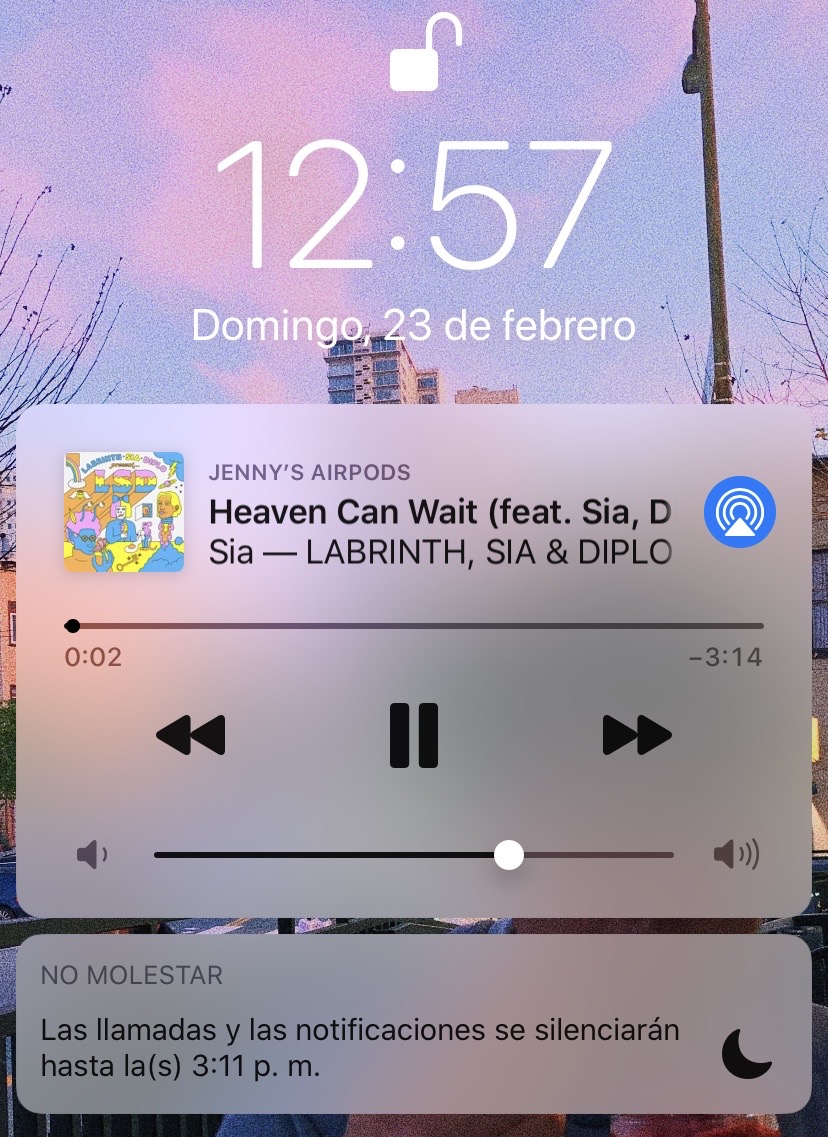 12:57
Domingo, 23 de febrero
LABRINTH · SIA · DIPLO
present...
LSD
JENNY’S AIRPODS
Heaven Can Wait (feat. Sia, D
Sia — LABRINTH, SIA & DIPLO
0:02
−3:14
NO MOLESTAR
Las llamadas y las notificaciones se silenciarán
hasta la(s) 3:11 p. m.